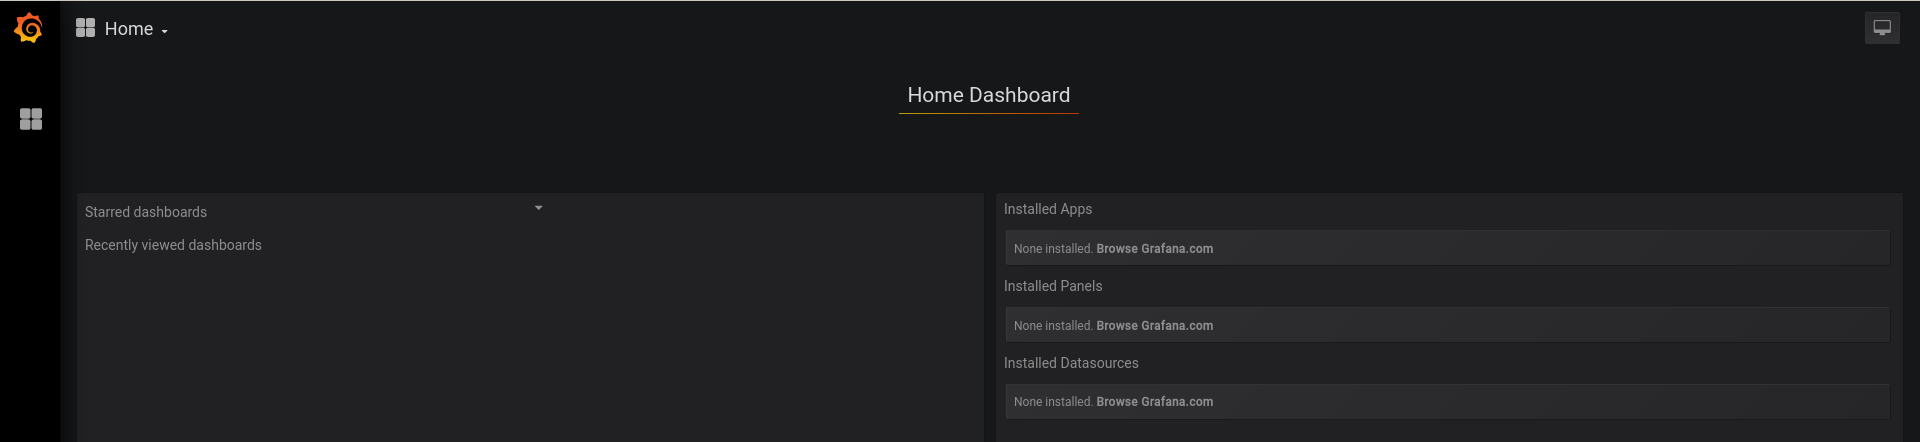 Home
Home Dashboard
Starred dashboards
Recently viewed dashboards
Installed Apps
None installed. Browse Grafana.com
Installed Panels
None installed. Browse Grafana.com
Installed Datasources
None installed. Browse Grafana.com